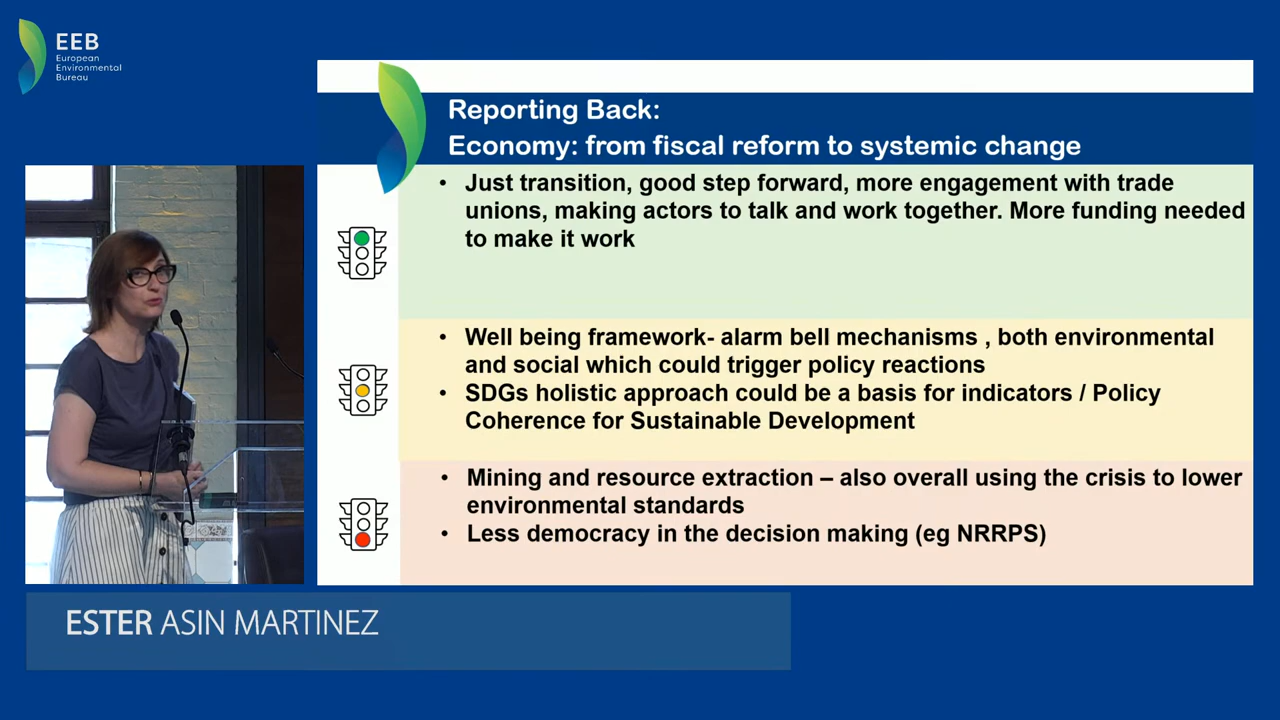 EEB
European
Environmental
Bureau
Reporting Back:
Economy: from fiscal reform to systemic change
• Just transition, good step forward, more engagement with trade
unions, making actors to talk and work together. More funding needed
to make it work
• Well being framework- alarm bell mechanisms , both environmental
and social which could trigger policy reactions
• SDGs holistic approach could be a basis for indicators / Policy
Coherence for Sustainable Development
• Mining and resource extraction – also overall using the crisis to lower
environmental standards
• Less democracy in the decision making (eg NRRPS)
ESTER ASIN MARTINEZ